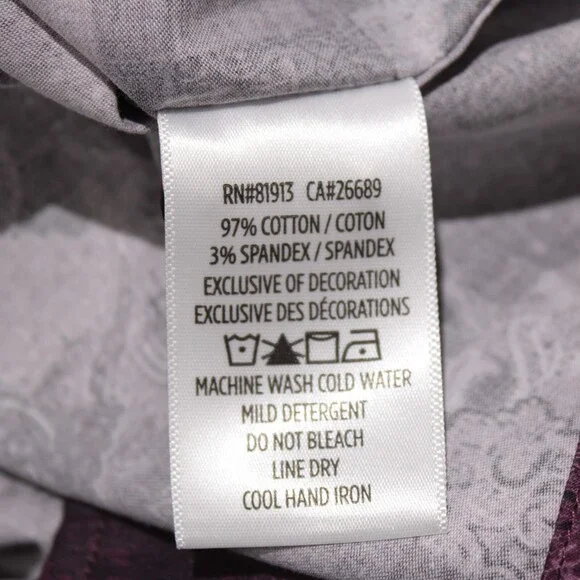 RN#81913 CA#26689
97% COTTON / COTON
3% SPANDEX / SPANDEX
EXCLUSIVE OF DECORATION
EXCLUSIVE DES DÉCORATIONS
MACHINE WASH COLD WATER
MILD DETERGENT
DO NOT BLEACH
LINE DRY
COOL HAND IRON